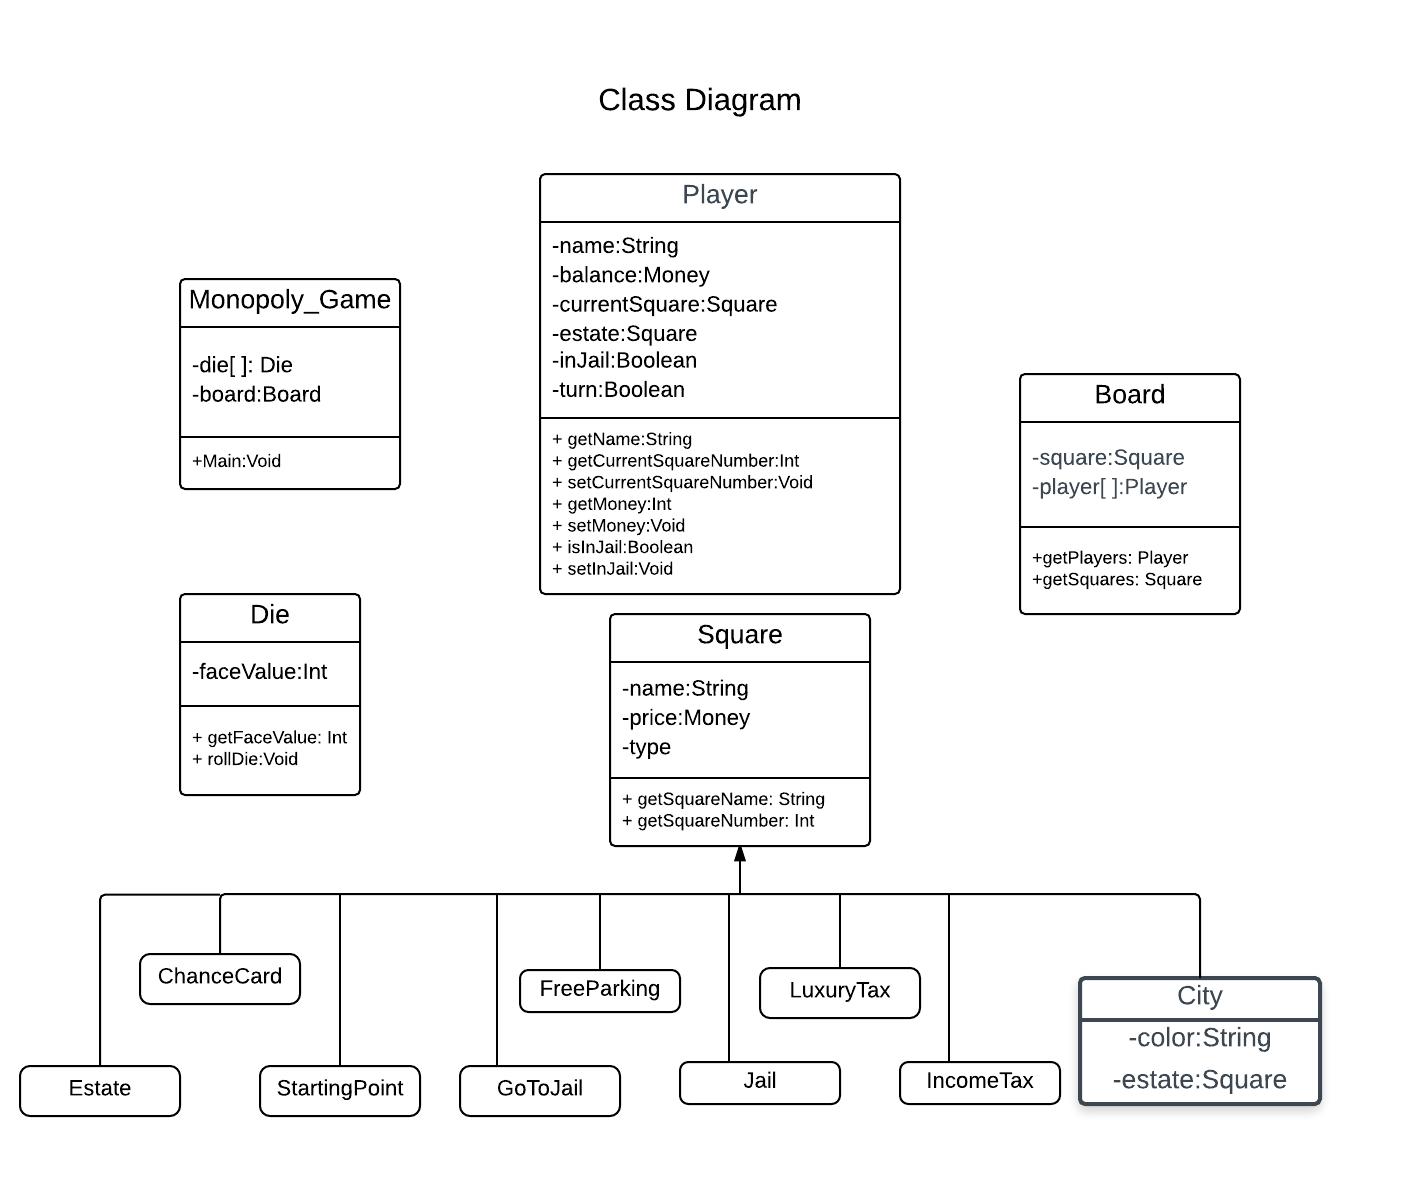 Class Diagram
Player
-name:String
-balance:Money
-currentSquare:Square
-estate:Square
-inJail:Boolean
-turn:Boolean
+ getName:String
+ getCurrentSquareNumber:Int
+ setCurrentSquareNumber:Void
+ getMoney:Int
+ setMoney:Void
+ isInJail:Boolean
+ setInJail:Void
Monopoly_Game
-die[ ]: Die
-board:Board
+Main:Void
Board
-square:Square
-player[ ]:Player
+getPlayers: Player
+getSquares: Square
Die
-faceValue:Int
+ getFaceValue: Int
+ rollDie:Void
Square
-name:String
-price:Money
-type
+ getSquareName: String
+ getSquareNumber: Int
ChanceCard
FreeParking
LuxuryTax
City
-color:String
-estate:Square
Estate
StartingPoint
GoToJail
Jail
IncomeTax